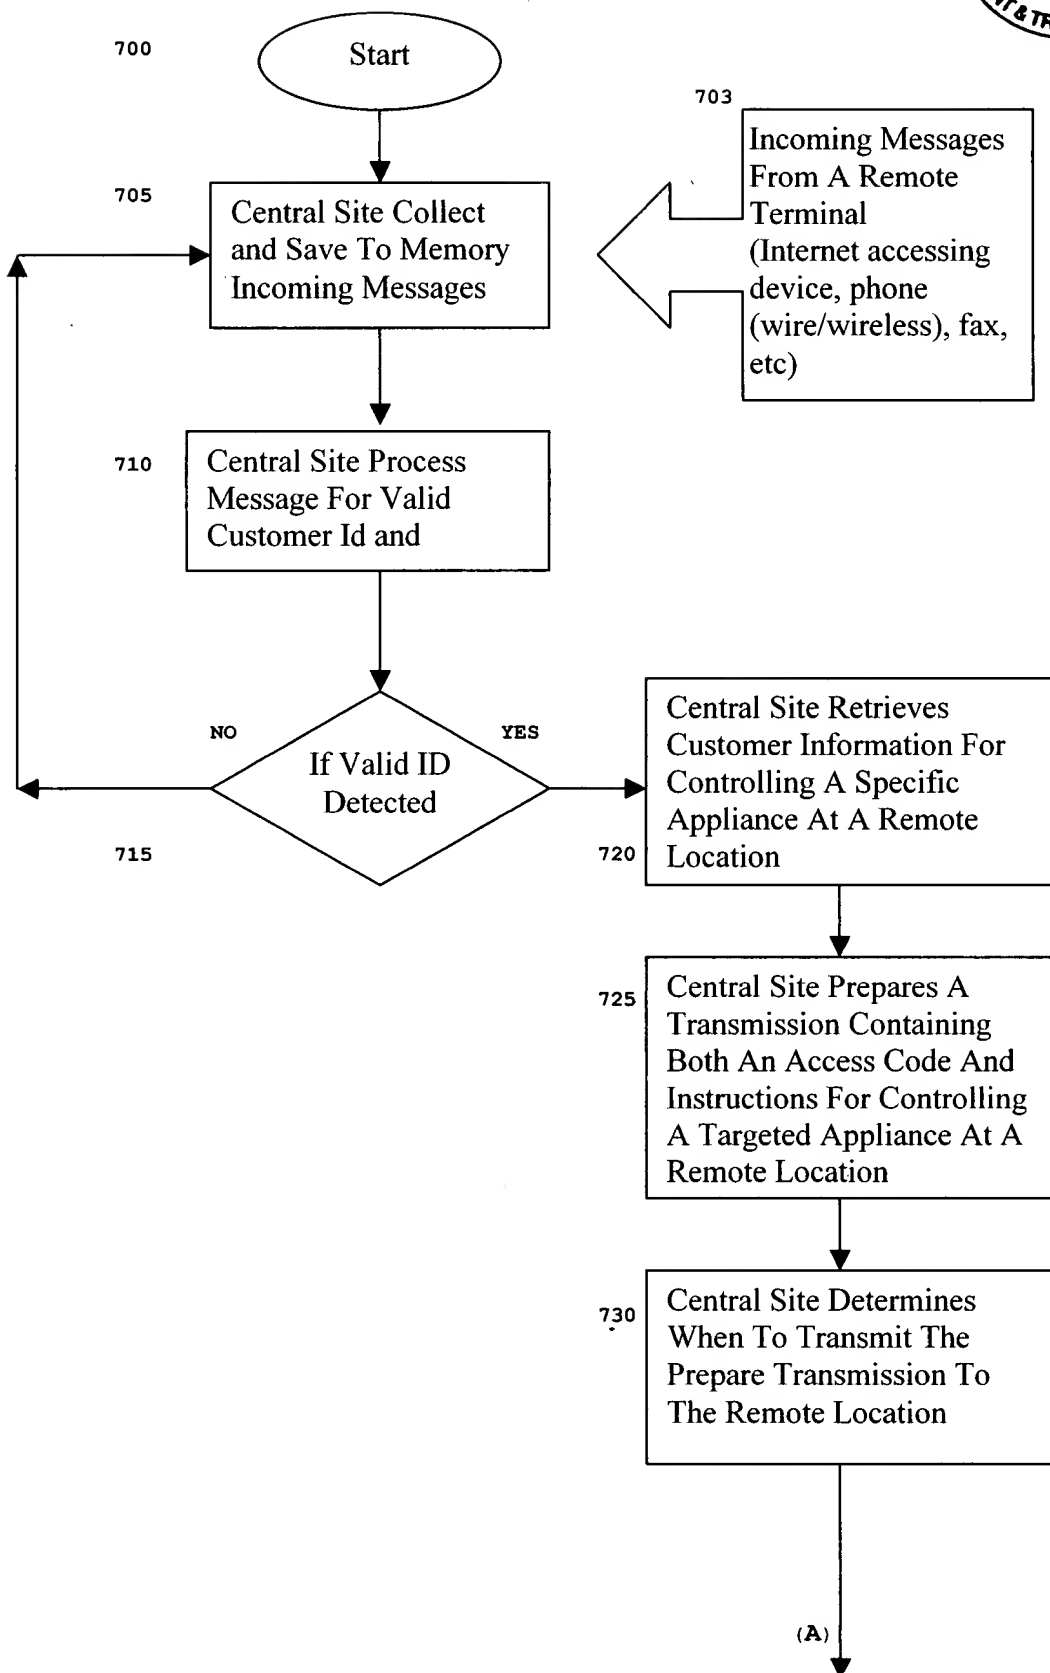 700
Start
703
Incoming Messages
From A Remote
Terminal
(Internet accessing
device, phone
(wire/wireless), fax,
etc)
705
Central Site Collect
and Save To Memory
Incoming Messages
710
Central Site Process
Message For Valid
Customer Id and
NO
YES
If Valid ID
Detected
715
Central Site Retrieves
Customer Information For
Controlling A Specific
Appliance At A Remote
Location
720
725
Central Site Prepares A
Transmission Containing
Both An Access Code And
Instructions For Controlling
A Targeted Appliance At A
Remote Location
730
Central Site Determines
When To Transmit The
Prepare Transmission To
The Remote Location
(A)